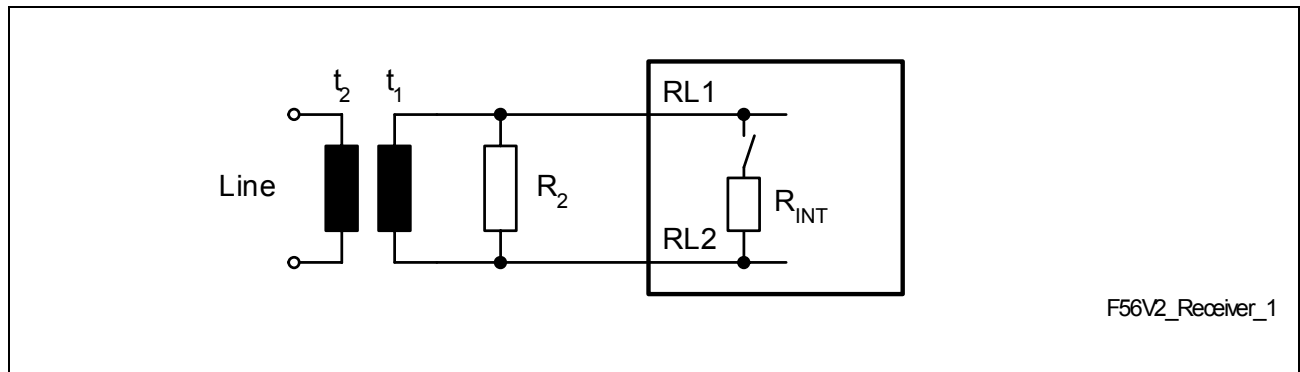 t2 t1
RL1
Line
R2
RINT
RL2
F56V2_Receiver_1